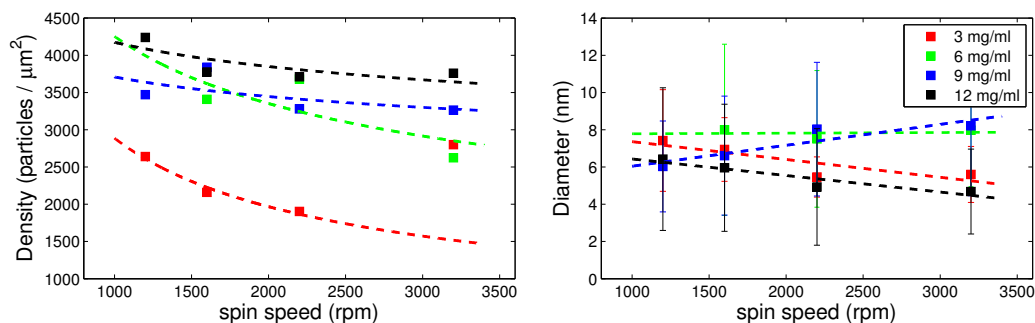 4500
4000
3500
3000
2500
2000
1500
1000
Density (particles / μm²)
1000 1500 2000 2500 3000 3500
spin speed (rpm)
14
12
10
8
6
4
2
0
Diameter (nm)
3 mg/ml
6 mg/ml
9 mg/ml
12 mg/ml
1000 1500 2000 2500 3000 3500
spin speed (rpm)